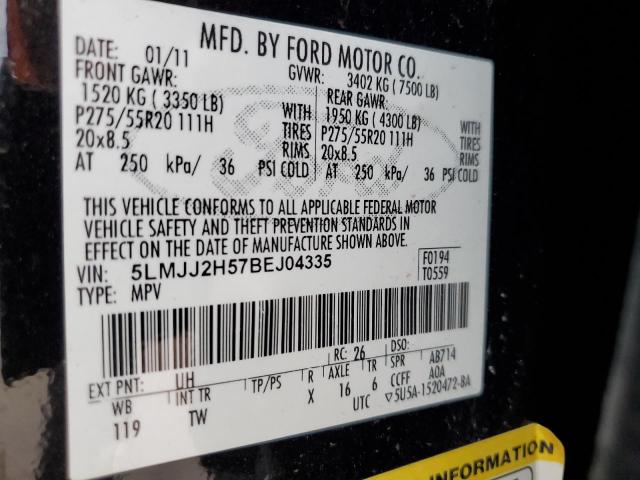 MFD. BY FORD MOTOR CO.
DATE: 01/11 GVWR: 3402 KG ( 7500 LB)
FRONT GAWR: REAR GAWR:
1520 KG ( 3350 LB) WITH 1950 KG ( 4300 LB) WITH
P275/55R20 111H TIRES P275/55R20 111H TIRES
20x8.5 RIMS 20x8.5 RIMS
AT 250 kPa/ 36 PSI COLD AT 250 kPa/ 36 PSI COLD
THIS VEHICLE CONFORMS TO ALL APPLICABLE FEDERAL MOTOR
VEHICLE SAFETY AND THEFT PREVENTION STANDARDS IN
EFFECT ON THE DATE OF MANUFACTURE SHOWN ABOVE.
VIN: 5LMJJ2H57BEJ04335 F0194
TYPE: MPV T0559
EXT PNT: UH RC: 26 DSO:
WB INT TR TP/PS R AXLE TR SPR AB714
119 TW X 16 6 CCFF A0A
UTC ▽5U5A-1520472-BA
INFORMATION